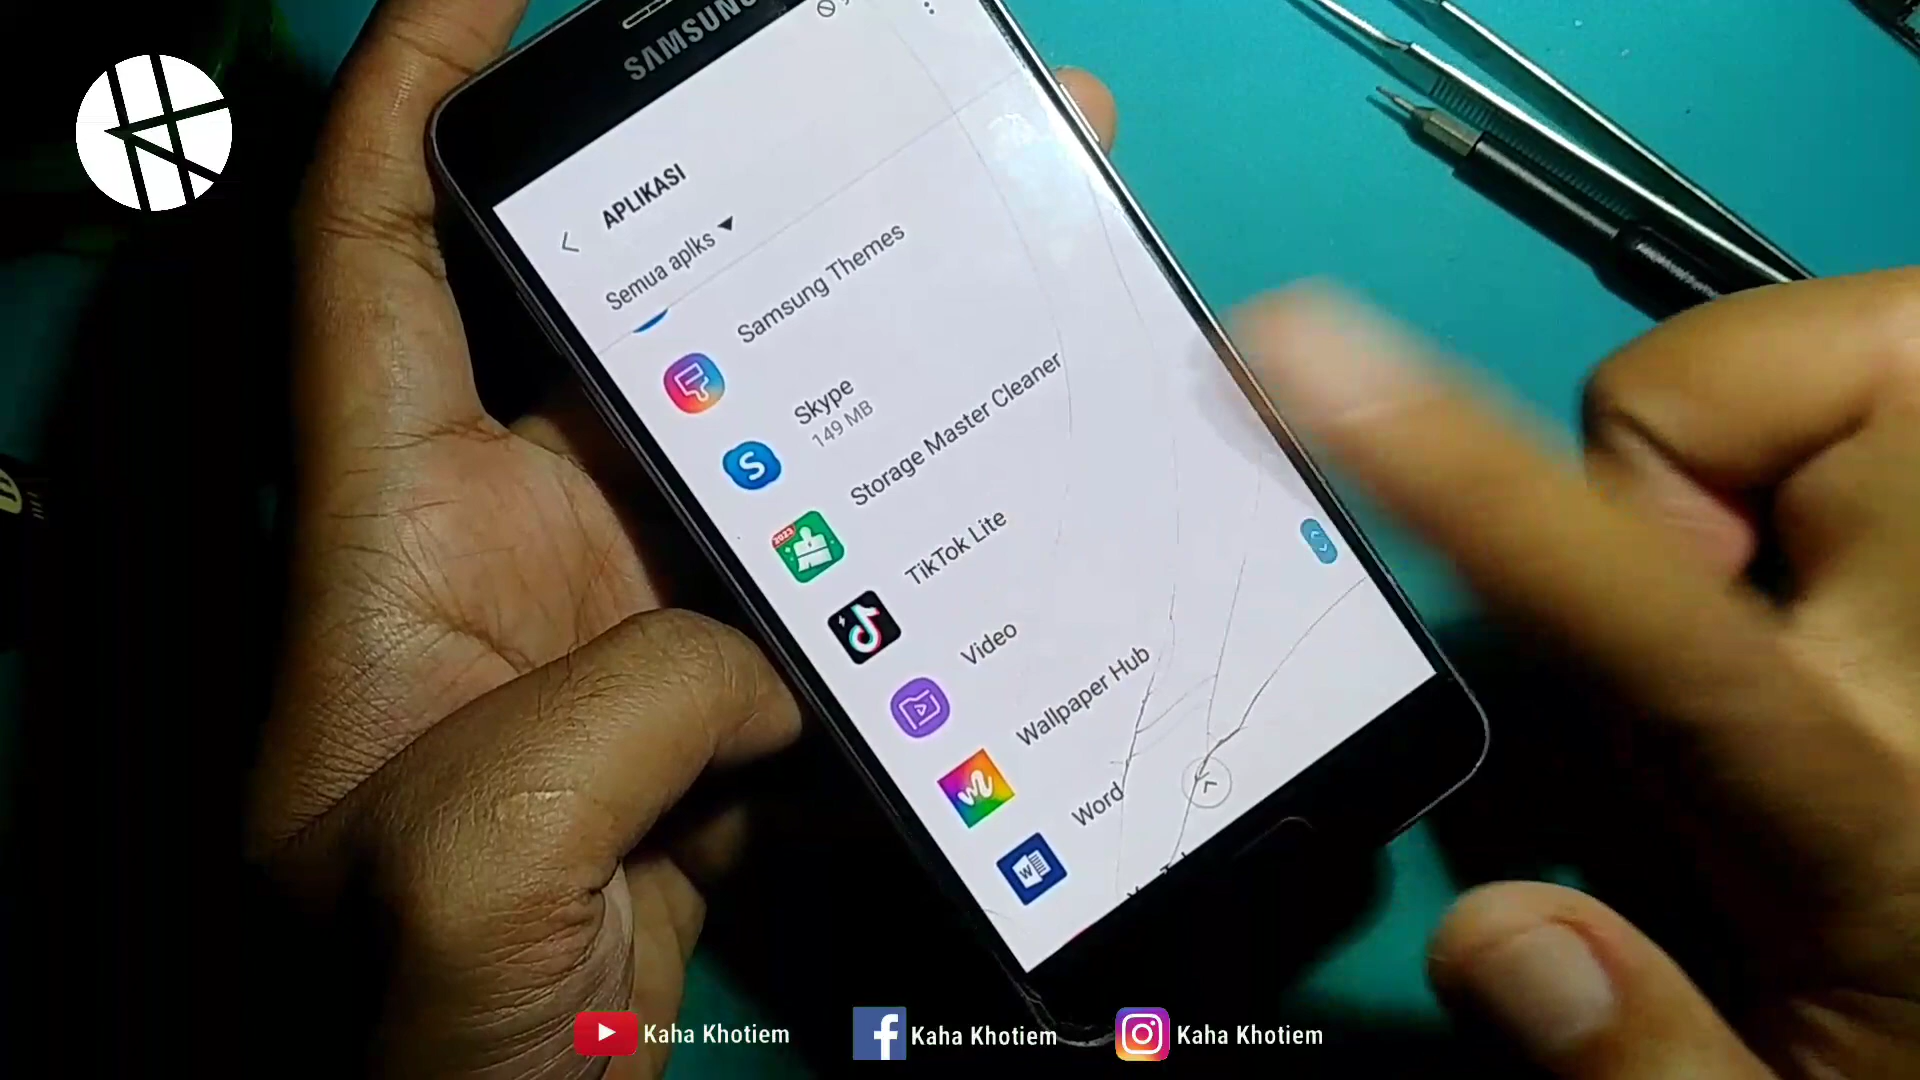 SAMSUNG
APLIKASI
Semua aplks
Samsung Themes
Skype
149 MB
Storage Master Cleaner
2023
TikTok Lite
Video
Wallpaper Hub
Word
Kaha Khotiem
Kaha Khotiem
Kaha Khotiem